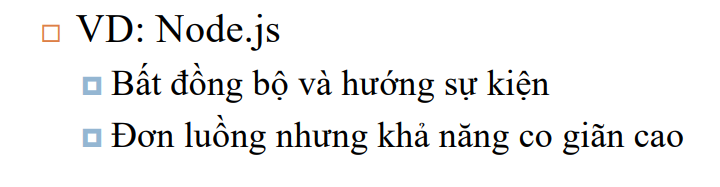 VD: Node.js
Bất đồng bộ và hướng sự kiện
Đơn luồng nhưng khả năng co giãn cao